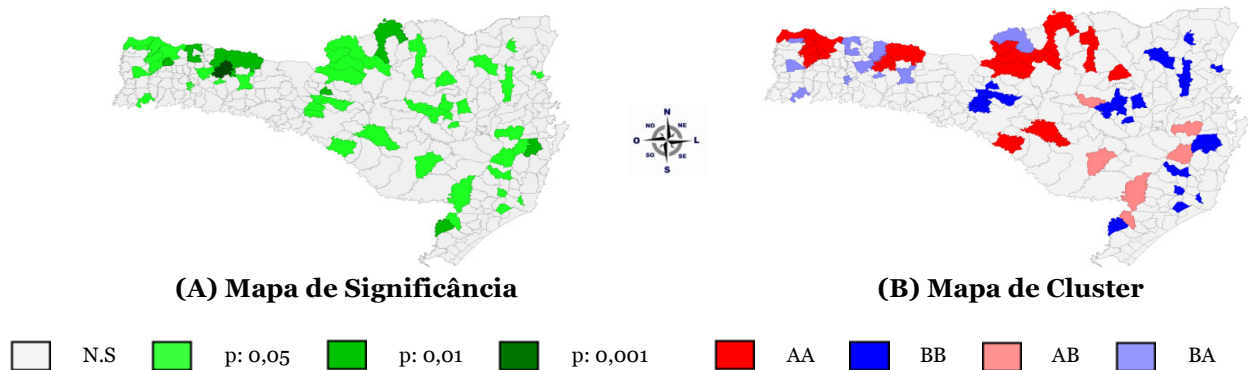 N
NO NE
O L
SO SE
S
(A) Mapa de Significância
(B) Mapa de Cluster
N.S p: 0,05 p: 0,01 p: 0,001 AA BB AB BA